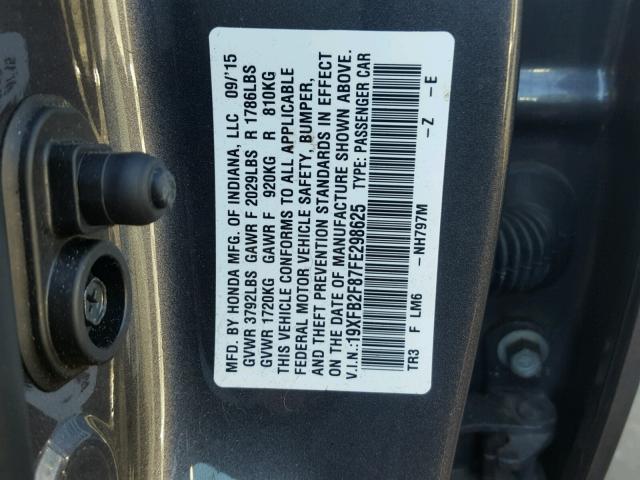 MFD. BY HONDA MFG. OF INDIANA, LLC 09/'15
GVWR 3792LBS GAWR F 2029LBS R 1786LBS
GVWR 1720KG GAWR F 920KG R 810KG
THIS VEHICLE CONFORMS TO ALL APPLICABLE
FEDERAL MOTOR VEHICLE SAFETY, BUMPER,
AND THEFT PREVENTION STANDARDS IN EFFECT
ON THE DATE OF MANUFACTURE SHOWN ABOVE.
V.I.N.:19XFB2F87FE298625 TYPE: PASSENGER CAR
TR3 F LM6 -NH797M -Z -E